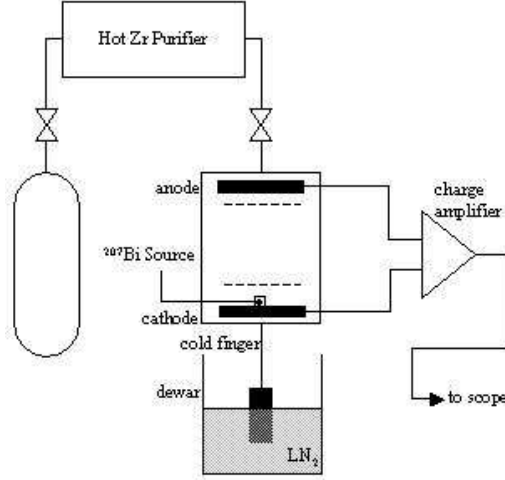 Hot Zr Purifier
anode
charge
amplifier
²⁰⁷Bi Source
cathode
cold finger
dewar
to scope
LN₂